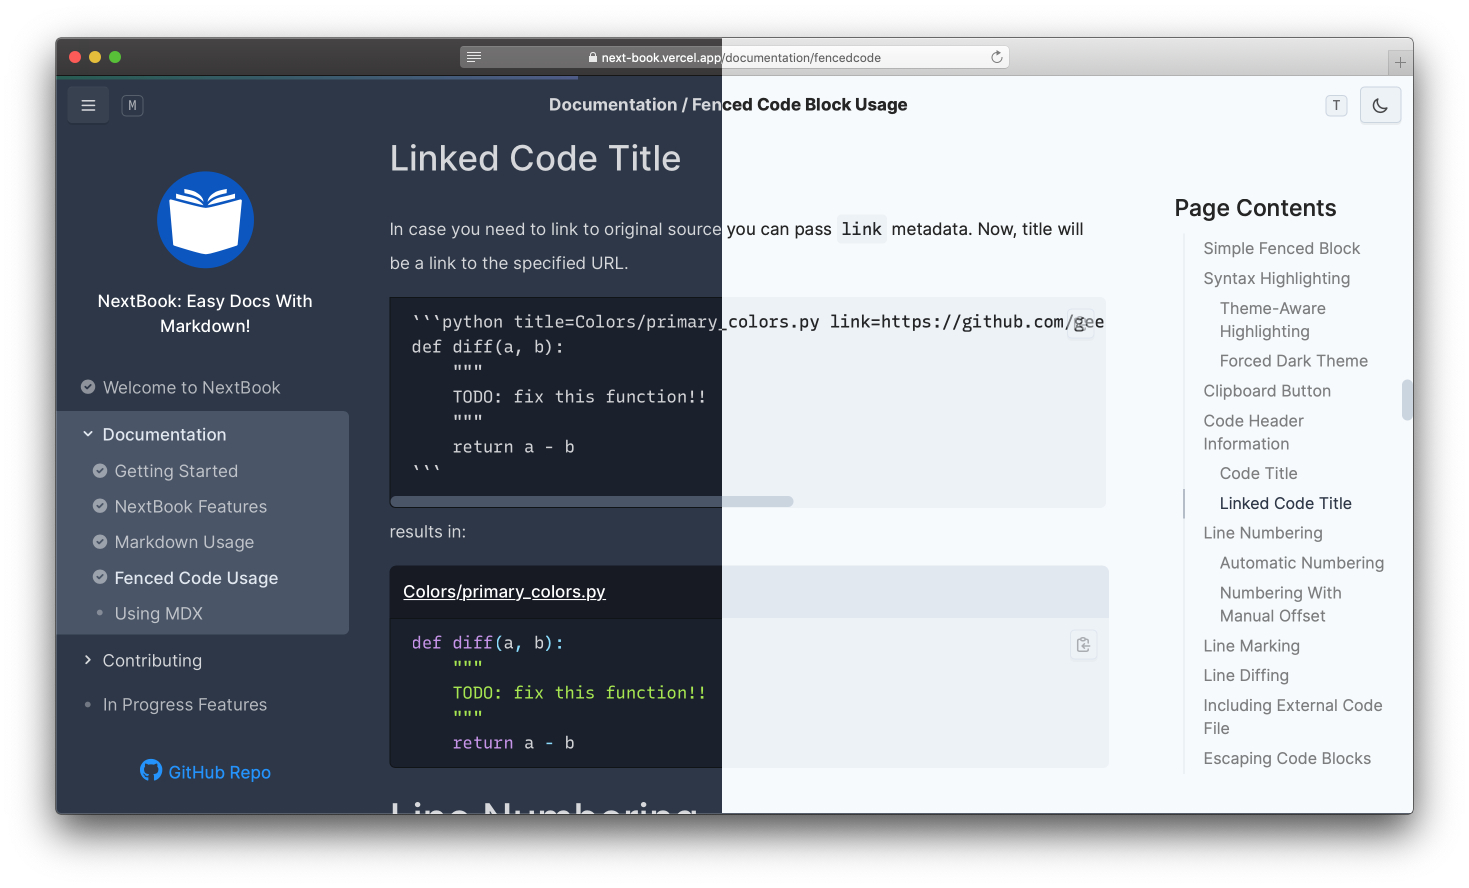 next-book.vercel.app/documentation/fencedcode
M
Documentation / Fenced Code Block Usage
T
NextBook: Easy Docs With
Markdown!
Welcome to NextBook
Documentation
Getting Started
NextBook Features
Markdown Usage
Fenced Code Usage
Using MDX
Contributing
In Progress Features
GitHub Repo
Linked Code Title
In case you need to link to original source you can pass link metadata. Now, title will
be a link to the specified URL.
```python title=Colors/primary_colors.py link=https://github.com/gee
def diff(a, b):
"""
TODO: fix this function!!
"""
return a - b
```
results in:
Colors/primary_colors.py
def diff(a, b):
"""
TODO: fix this function!!
"""
return a - b
Line Numbering
Page Contents
Simple Fenced Block
Syntax Highlighting
Theme-Aware
Highlighting
Forced Dark Theme
Clipboard Button
Code Header
Information
Code Title
Linked Code Title
Line Numbering
Automatic Numbering
Numbering With
Manual Offset
Line Marking
Line Diffing
Including External Code
File
Escaping Code Blocks